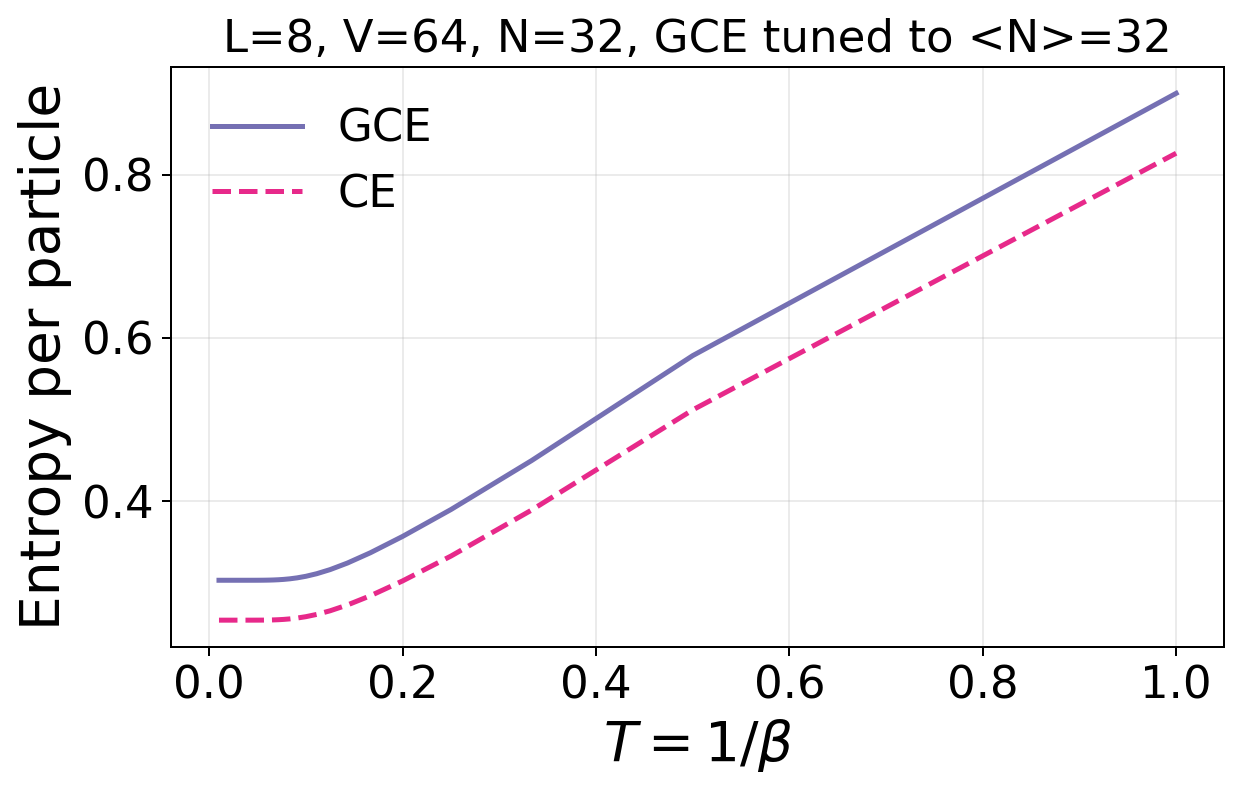 L=8, V=64, N=32, GCE tuned to <N>=32
GCE
CE
Entropy per particle
0.8
0.6
0.4
0.0 0.2 0.4 0.6 0.8 1.0
T = 1/β